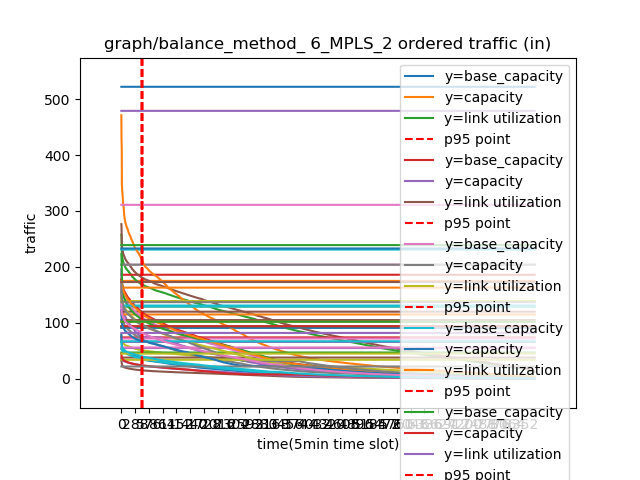 graph/balance_method_ 6_MPLS_2 ordered traffic (in)
traffic
500
400
300
200
100
0
y=base_capacity
y=capacity
y=link utilization
p95 point
y=base_capacity
y=capacity
y=link utilization
p95 point
y=base_capacity
y=capacity
y=link utilization
p95 point
y=base_capacity
y=capacity
y=link utilization
p95 point
y=base_capacity
y=capacity
y=link utilization
p95 point
time(5min time slot)